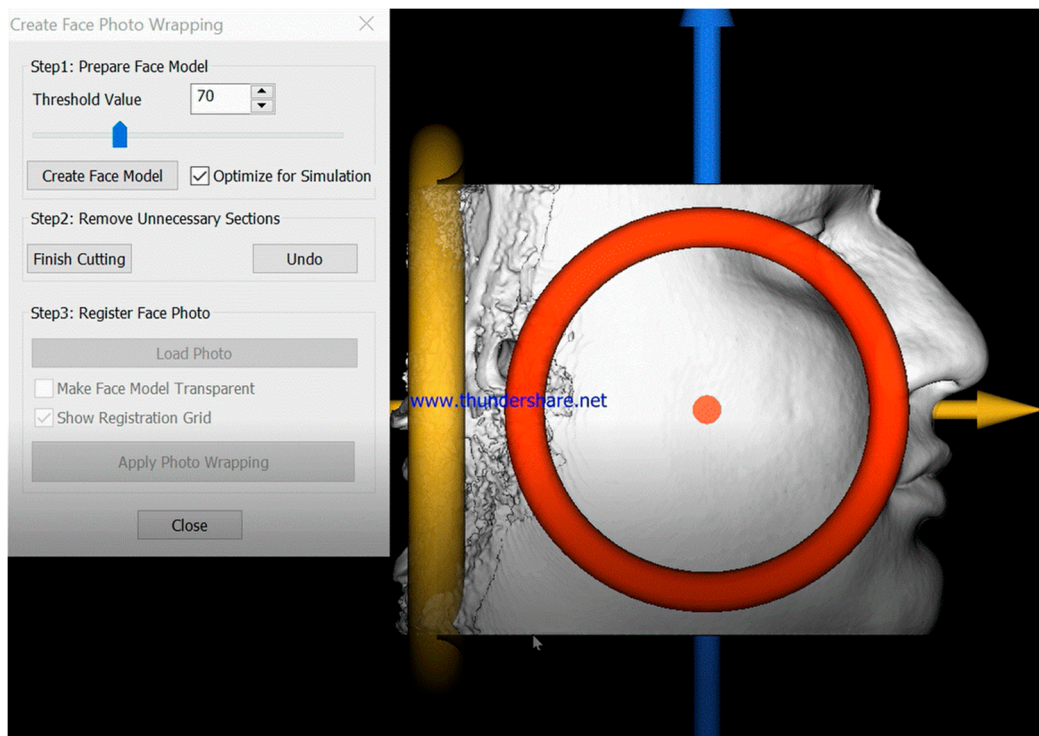 Create Face Photo Wrapping
Step1: Prepare Face Model
Threshold Value 70
Create Face Model Optimize for Simulation
Step2: Remove Unnecessary Sections
Finish Cutting Undo
Step3: Register Face Photo
Load Photo
Make Face Model Transparent
www.thundershare.net
Show Registration Grid
Apply Photo Wrapping
Close